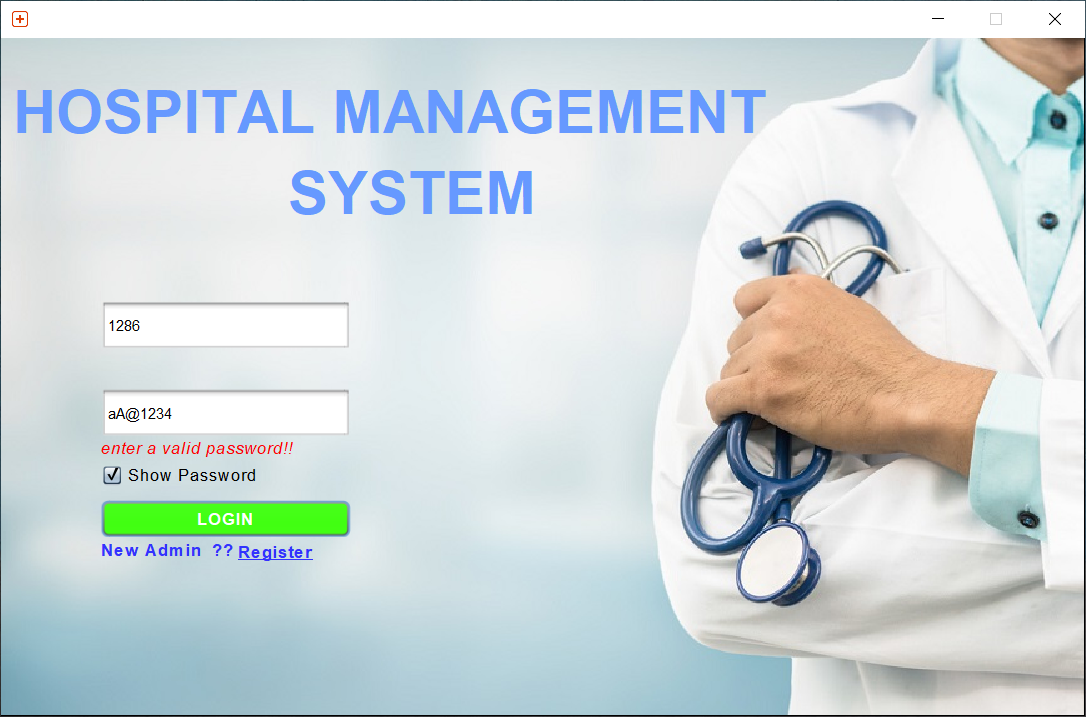 HOSPITAL MANAGEMENT
SYSTEM
1286
aA@1234
enter a valid password!!
Show Password
LOGIN
New Admin ?? Register